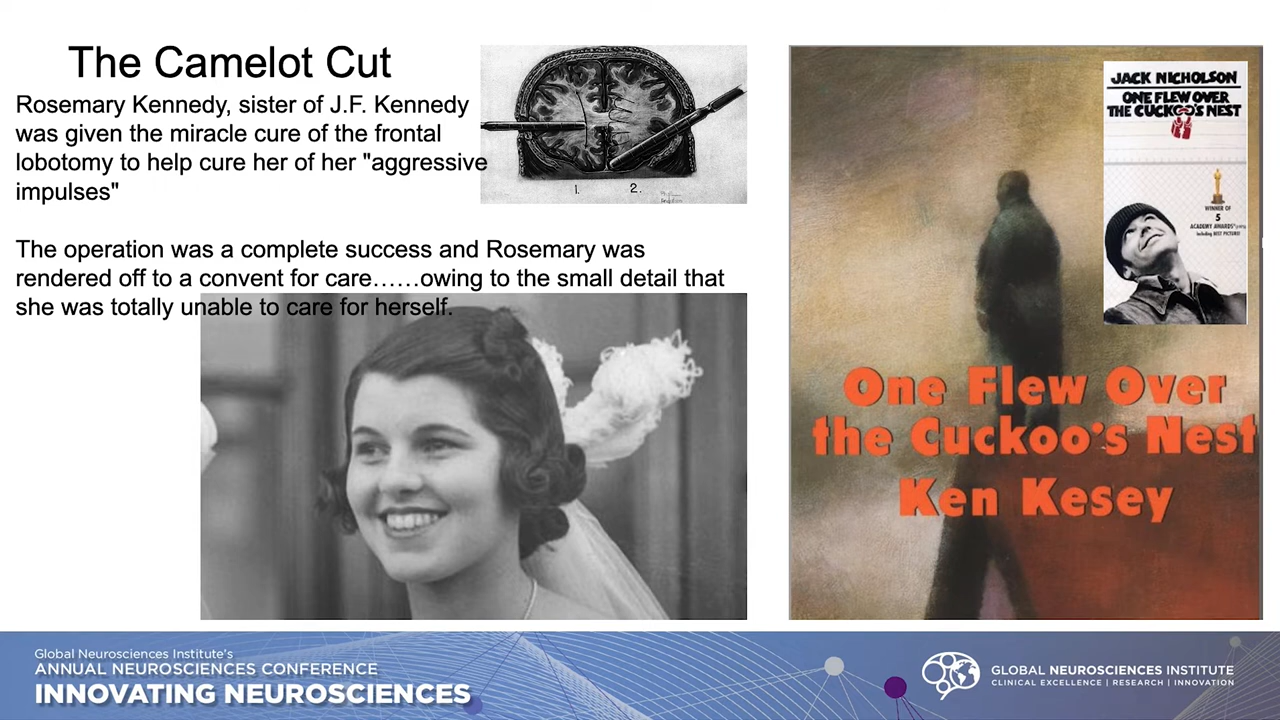 The Camelot Cut
Rosemary Kennedy, sister of J.F. Kennedy
was given the miracle cure of the frontal
lobotomy to help cure her of her "aggressive
impulses"
The operation was a complete success and Rosemary was
rendered off to a convent for care……owing to the small detail that
she was totally unable to care for herself.
1.
2.
JACK NICHOLSON
ONE FLEW OVER
THE CUCKOO'S NEST
WINNER OF
5
ACADEMY AWARDS
Including BEST PICTURE!
One Flew Over
the Cuckoo's Nest
Ken Kesey
Global Neurosciences Institute's
ANNUAL NEUROSCIENCES CONFERENCE
INNOVATING NEUROSCIENCES
GLOBAL NEUROSCIENCES INSTITUTE
CLINICAL EXCELLENCE | RESEARCH | INNOVATION